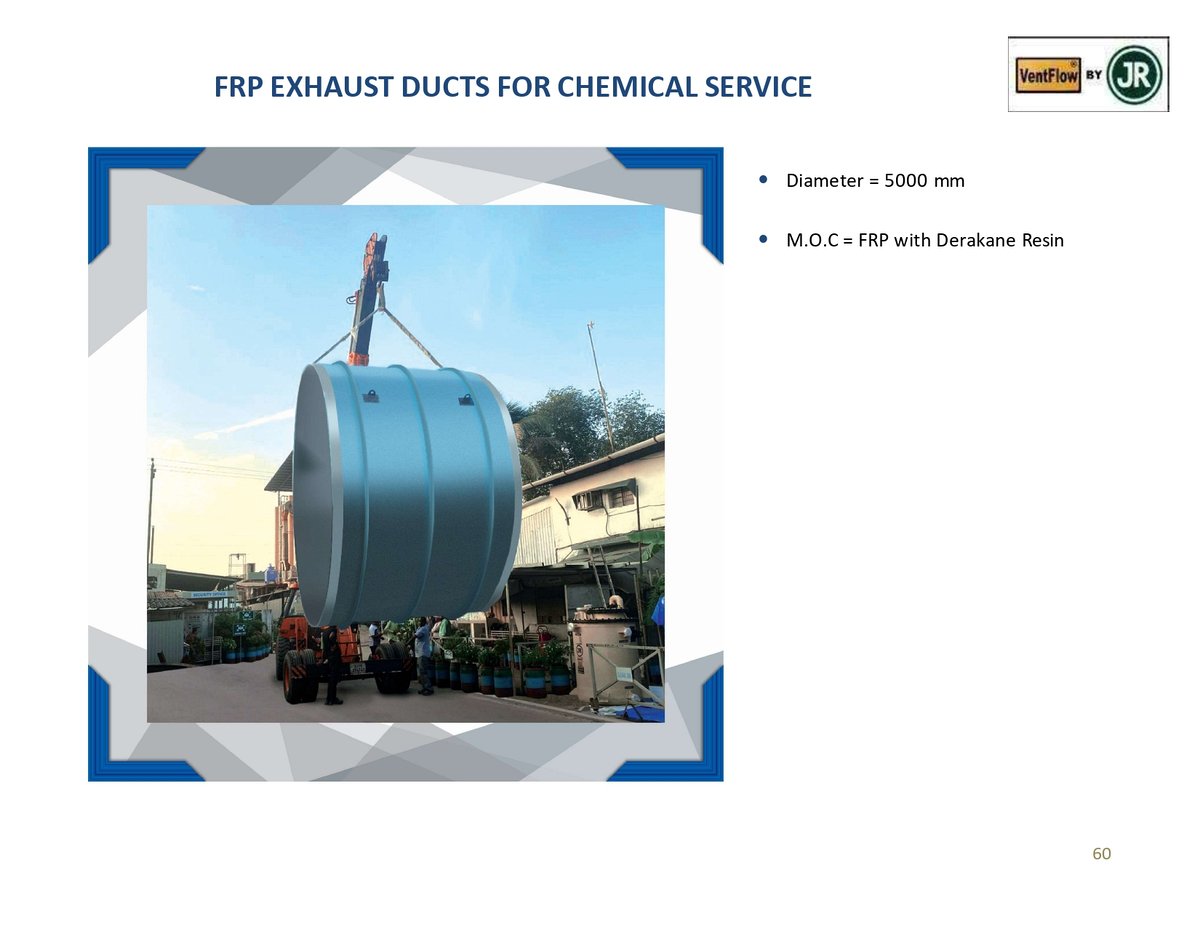 FRP EXHAUST DUCTS FOR CHEMICAL SERVICE
VentFlow® BY JR
• Diameter = 5000 mm
• M.O.C = FRP with Derakane Resin
SECURITY OFFICE
60